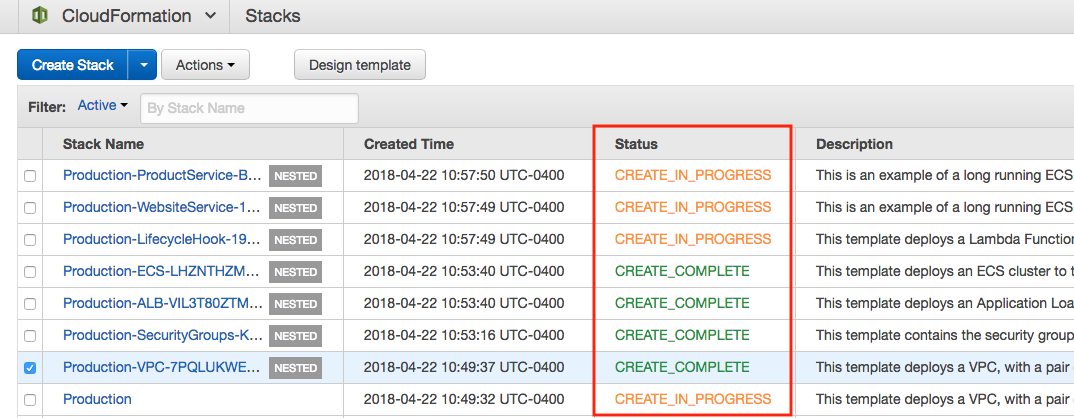 CloudFormation Stacks
Create Stack Actions Design template
Filter: Active By Stack Name
Stack Name Created Time Status Description
Production-ProductService-B... NESTED 2018-04-22 10:57:50 UTC-0400 CREATE_IN_PROGRESS This is an example of a long running ECS
Production-WebsiteService-1... NESTED 2018-04-22 10:57:49 UTC-0400 CREATE_IN_PROGRESS This is an example of a long running ECS
Production-LifecycleHook-19... NESTED 2018-04-22 10:57:49 UTC-0400 CREATE_IN_PROGRESS This template deploys a Lambda Function
Production-ECS-LHZNTHZM... NESTED 2018-04-22 10:53:40 UTC-0400 CREATE_COMPLETE This template deploys an ECS cluster to t
Production-ALB-VIL3T80ZTM... NESTED 2018-04-22 10:53:40 UTC-0400 CREATE_COMPLETE This template deploys an Application Loa
Production-SecurityGroups-K... NESTED 2018-04-22 10:53:16 UTC-0400 CREATE_COMPLETE This template contains the security group
Production-VPC-7PQLUKWE... NESTED 2018-04-22 10:49:37 UTC-0400 CREATE_COMPLETE This template deploys a VPC, with a pair
Production 2018-04-22 10:49:32 UTC-0400 CREATE_IN_PROGRESS This template deploys a VPC, with a pair